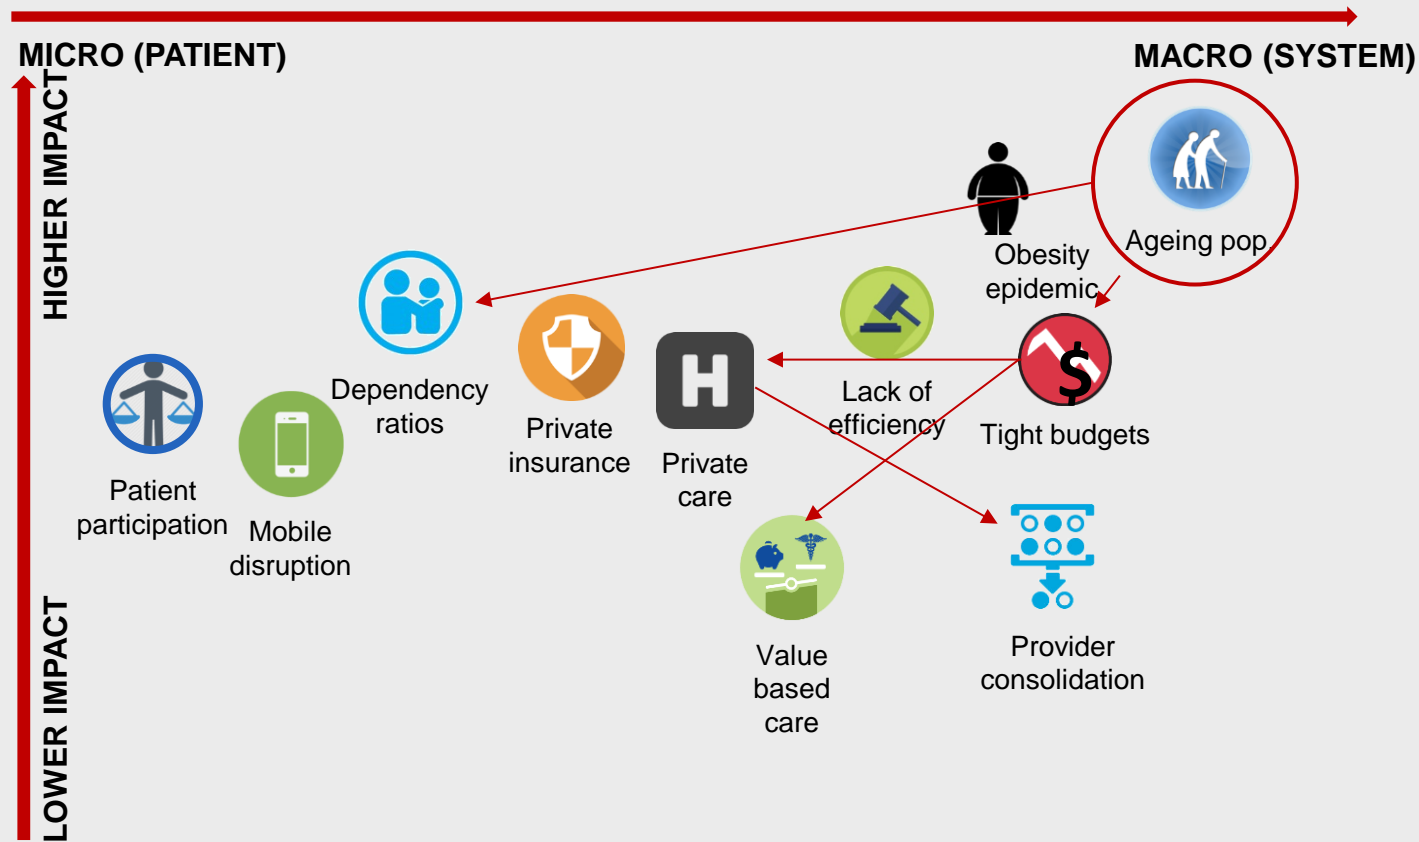 MICRO (PATIENT)
MACRO (SYSTEM)
HIGHER IMPACT
LOWER IMPACT
Ageing pop.
Obesity
epidemic
Dependency
ratios
Private
insurance
H
Private
care
Lack of
efficiency
$
Tight budgets
Patient
participation
Mobile
disruption
Value
based
care
Provider
consolidation